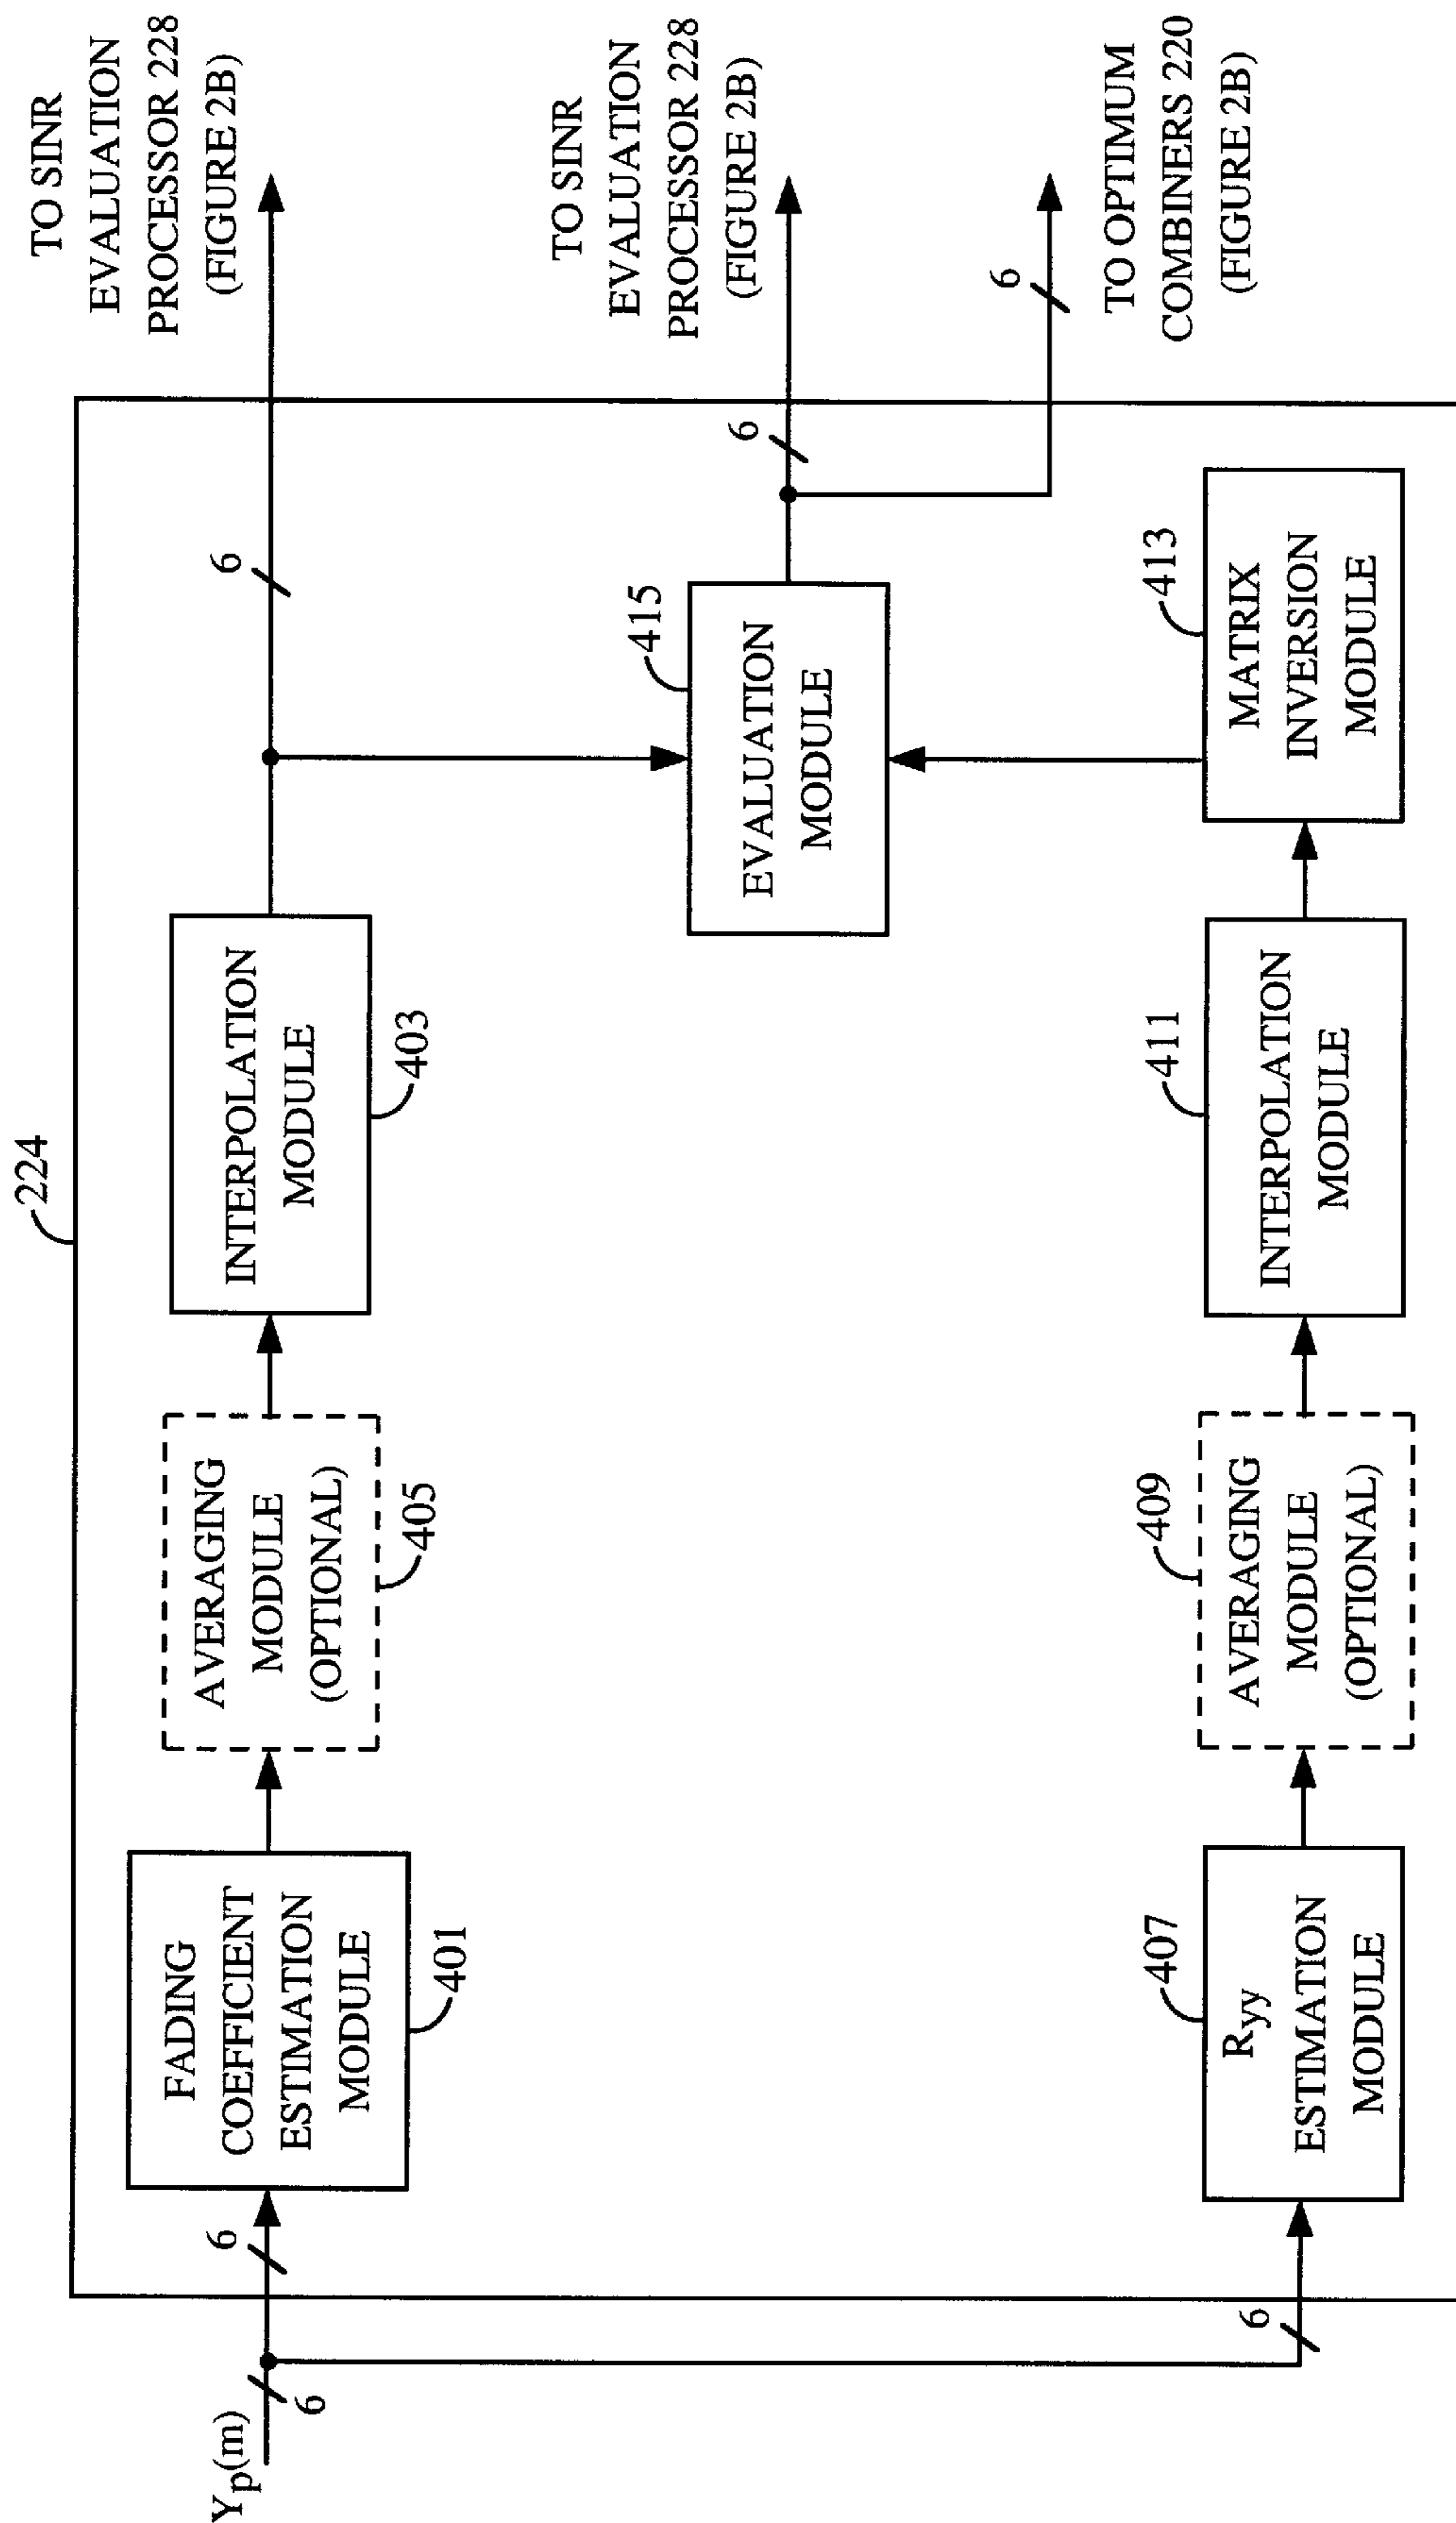 224
Yp(m)
6
6
6
FADING
COEFFICIENT
ESTIMATION
MODULE
401
AVERAGING
MODULE
(OPTIONAL)
405
INTERPOLATION
MODULE
403
6
TO SINR
EVALUATION
PROCESSOR 228
(FIGURE 2B)
EVALUATION
MODULE
415
6
TO SINR
EVALUATION
PROCESSOR 228
(FIGURE 2B)
6
TO OPTIMUM
COMBINERS 220
(FIGURE 2B)
Ryy
ESTIMATION
MODULE
407
AVERAGING
MODULE
(OPTIONAL)
409
INTERPOLATION
MODULE
411
MATRIX
INVERSION
MODULE
413